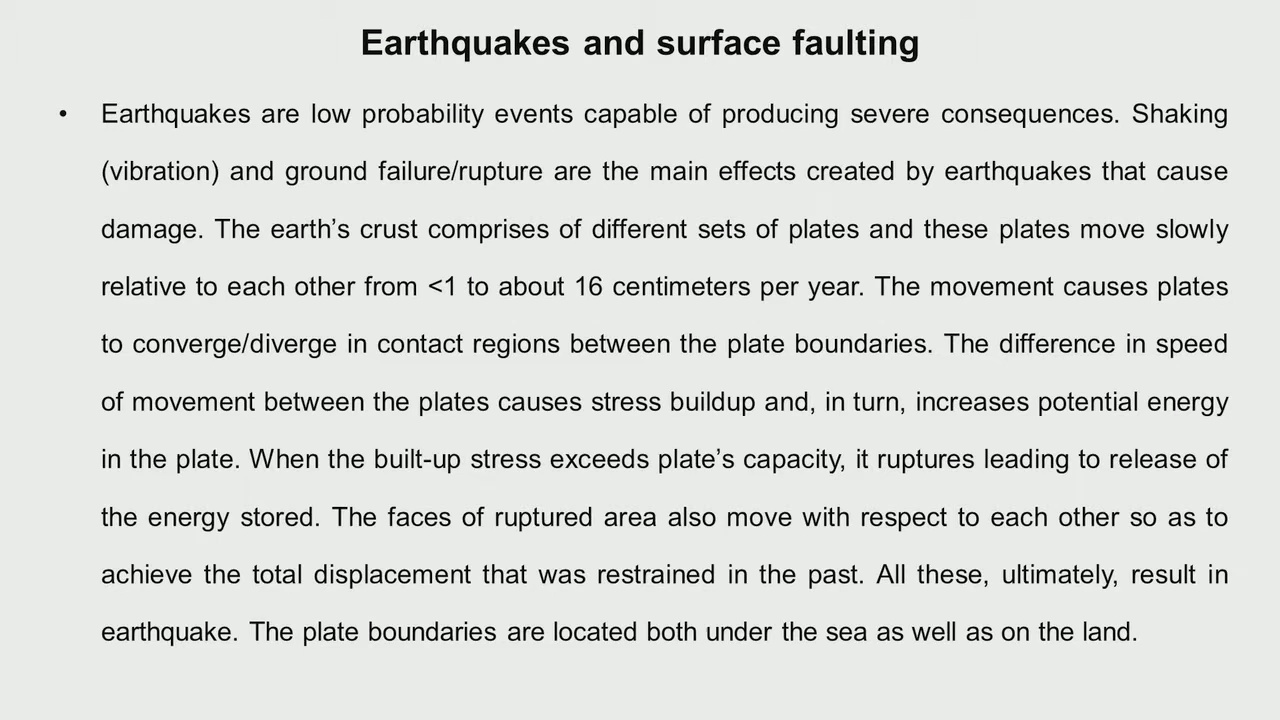 Earthquakes and surface faulting
• Earthquakes are low probability events capable of producing severe consequences. Shaking
(vibration) and ground failure/rupture are the main effects created by earthquakes that cause
damage. The earth’s crust comprises of different sets of plates and these plates move slowly
relative to each other from <1 to about 16 centimeters per year. The movement causes plates
to converge/diverge in contact regions between the plate boundaries. The difference in speed
of movement between the plates causes stress buildup and, in turn, increases potential energy
in the plate. When the built-up stress exceeds plate’s capacity, it ruptures leading to release of
the energy stored. The faces of ruptured area also move with respect to each other so as to
achieve the total displacement that was restrained in the past. All these, ultimately, result in
earthquake. The plate boundaries are located both under the sea as well as on the land.